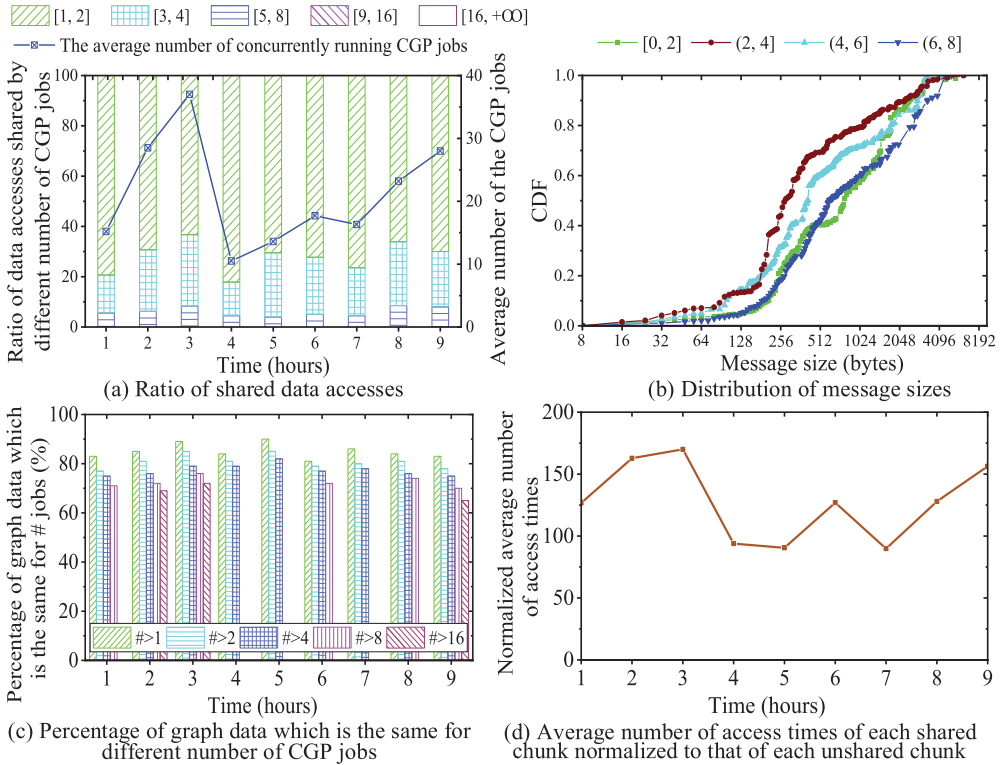 [1, 2] [3, 4] [5, 8] [9, 16] [16, +∞]
The average number of concurrently running CGP jobs
Ratio of data accesses shared by
different number of CGP jobs
100
80
60
40
20
0
40
30
20
10
0
Average number of the CGP jobs
1 2 3 4 5 6 7 8 9
Time (hours)
(a) Ratio of shared data accesses
[0, 2] (2, 4] (4, 6] (6, 8]
CDF
1.0
0.8
0.6
0.4
0.2
0.0
8 16 32 64 128 256 512 1024 2048 4096 8192
Message size (bytes)
(b) Distribution of message sizes
Percentage of graph data which
is the same for # jobs (%)
100
80
60
40
20
0
#>1 #>2 #>4 #>8 #>16
1 2 3 4 5 6 7 8 9
Time (hours)
(c) Percentage of graph data which is the same for
different number of CGP jobs
Normalized average number
of access times
200
150
100
50
0
1 2 3 4 5 6 7 8 9
Time (hours)
(d) Average number of access times of each shared
chunk normalized to that of each unshared chunk